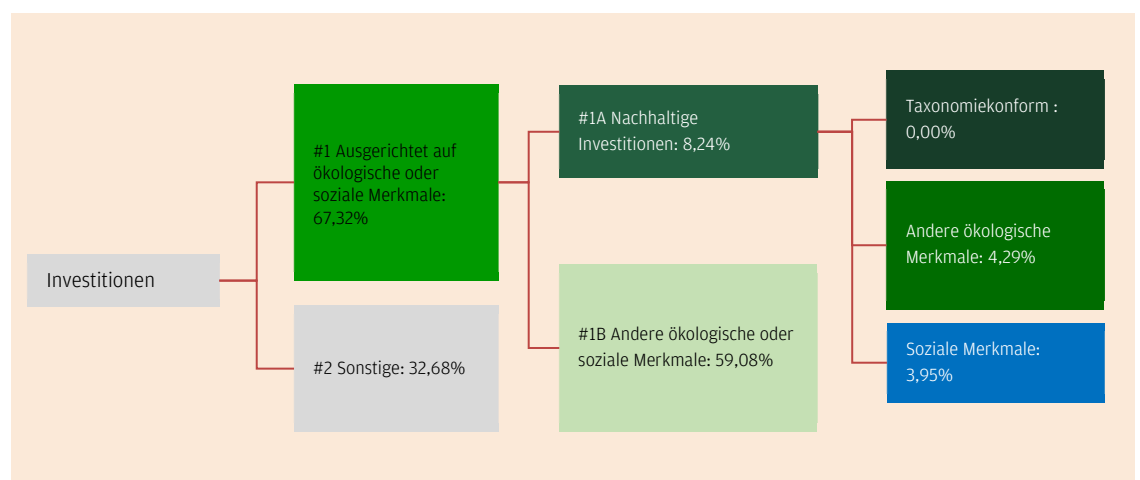 Investitionen
#1 Ausgerichtet auf
ökologische oder
soziale Merkmale:
67,32%
#2 Sonstige: 32,68%
#1A Nachhaltige
Investitionen: 8,24%
#1B Andere ökologische oder
soziale Merkmale: 59,08%
Taxonomiekonform :
0,00%
Andere ökologische
Merkmale: 4,29%
Soziale Merkmale:
3,95%